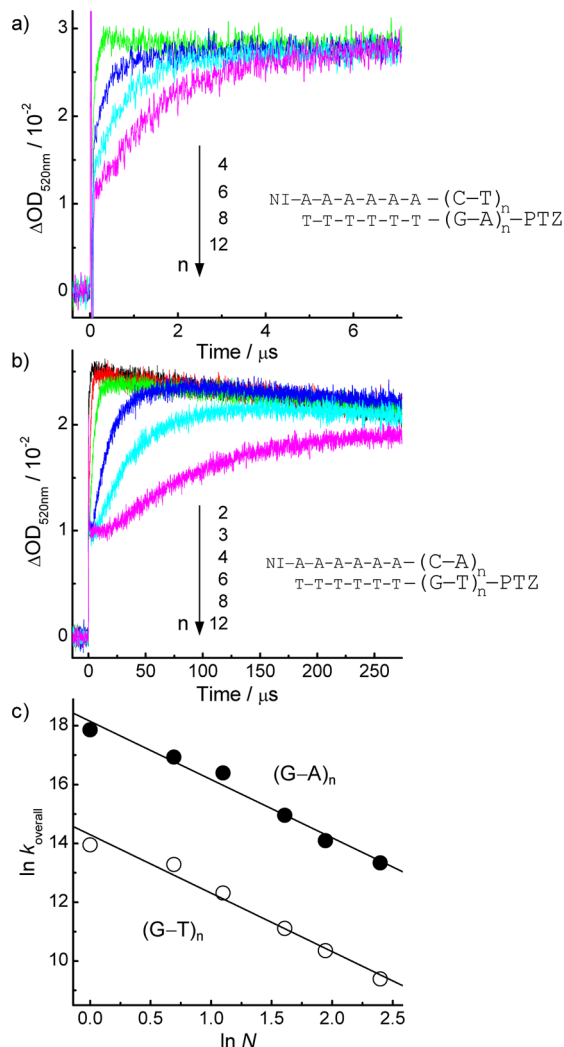 a)
3
2
1
0
ΔOD520nm / 10-2
4
6
8
12
n
NI–A–A–A–A–A–A–(C–T)n
T–T–T–T–T–T–(G–A)n–PTZ
0
2
4
6
Time / μs
b)
2
1
0
ΔOD520nm / 10-2
2
3
4
6
8
12
n
NI–A–A–A–A–A–A–(C–A)n
T–T–T–T–T–T–(G–T)n–PTZ
0
50
100
150
200
250
Time / μs
c)
18
16
14
12
10
ln koverall
(G–A)n
(G–T)n
0.0
0.5
1.0
1.5
2.0
2.5
ln N